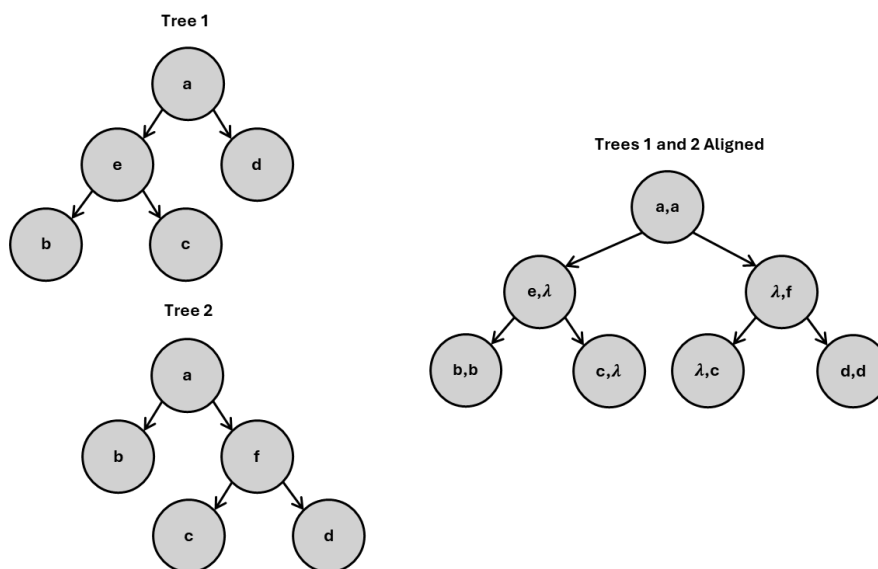 Tree 1
a
e
d
b
c
Tree 2
a
b
f
c
d
Trees 1 and 2 Aligned
a,a
e,λ
λ,f
b,b
c,λ
λ,c
d,d